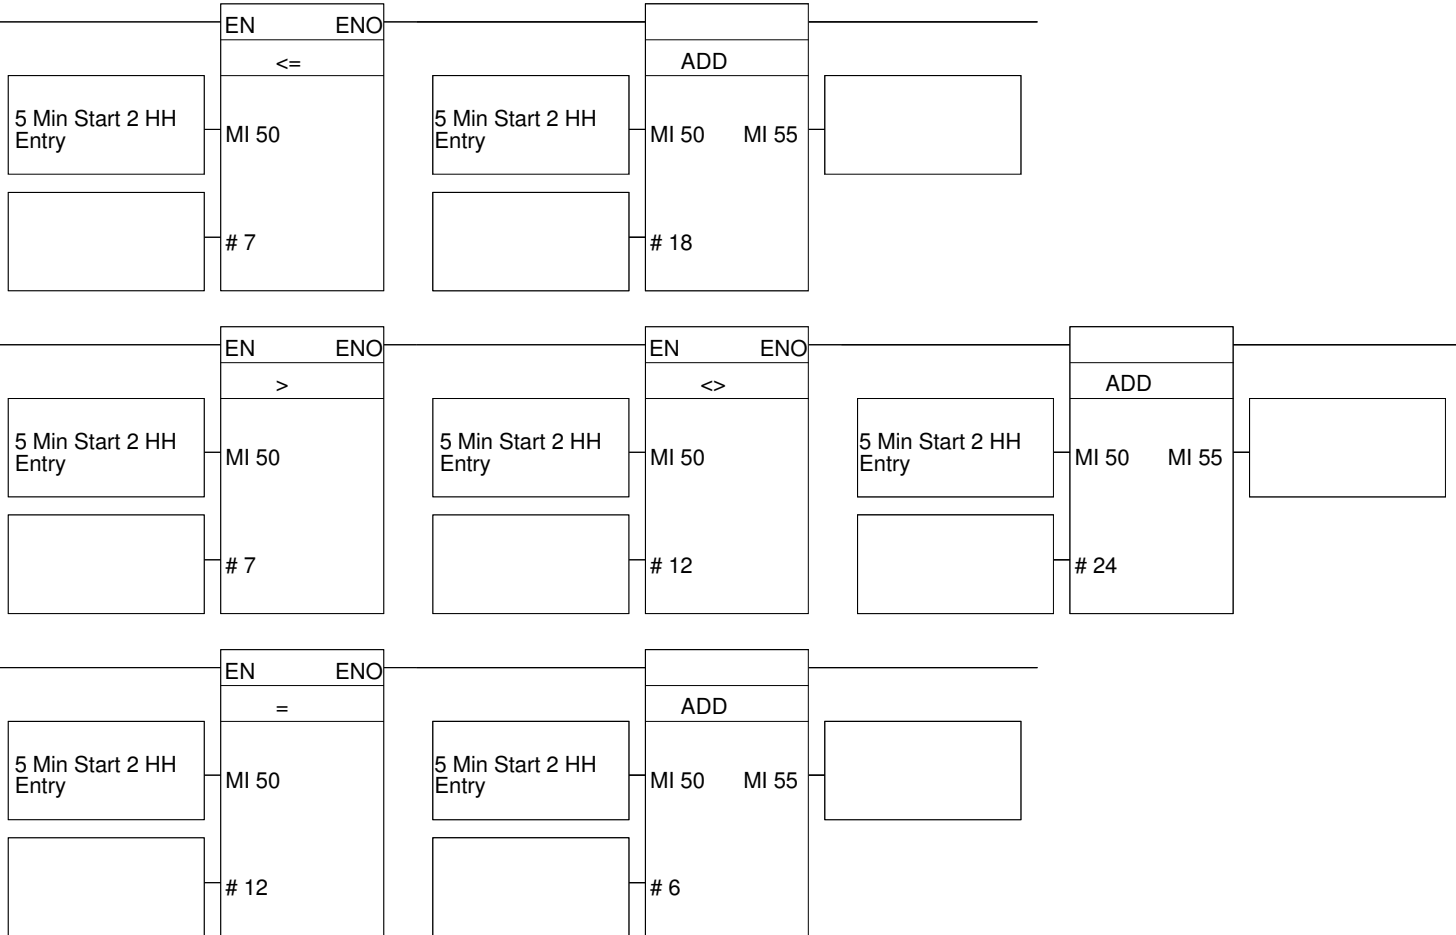 EN ENO
<=
ADD
5 Min Start 2 HH
Entry
MI 50
5 Min Start 2 HH
Entry
MI 50 MI 55
# 7
# 18
EN ENO
EN ENO
>
<>
ADD
5 Min Start 2 HH
Entry
MI 50
5 Min Start 2 HH
Entry
MI 50
5 Min Start 2 HH
Entry
MI 50 MI 55
# 7
# 12
# 24
EN ENO
=
ADD
5 Min Start 2 HH
Entry
MI 50
5 Min Start 2 HH
Entry
MI 50 MI 55
# 12
# 6